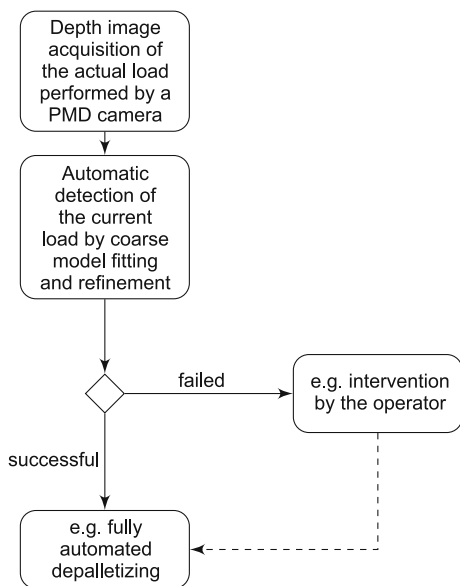 Depth image
acquisition of
the actual load
performed by a
PMD camera
Automatic
detection of
the current
load by coarse
model fitting
and refinement
failed
e.g. intervention
by the operator
successful
e.g. fully
automated
depalletizing